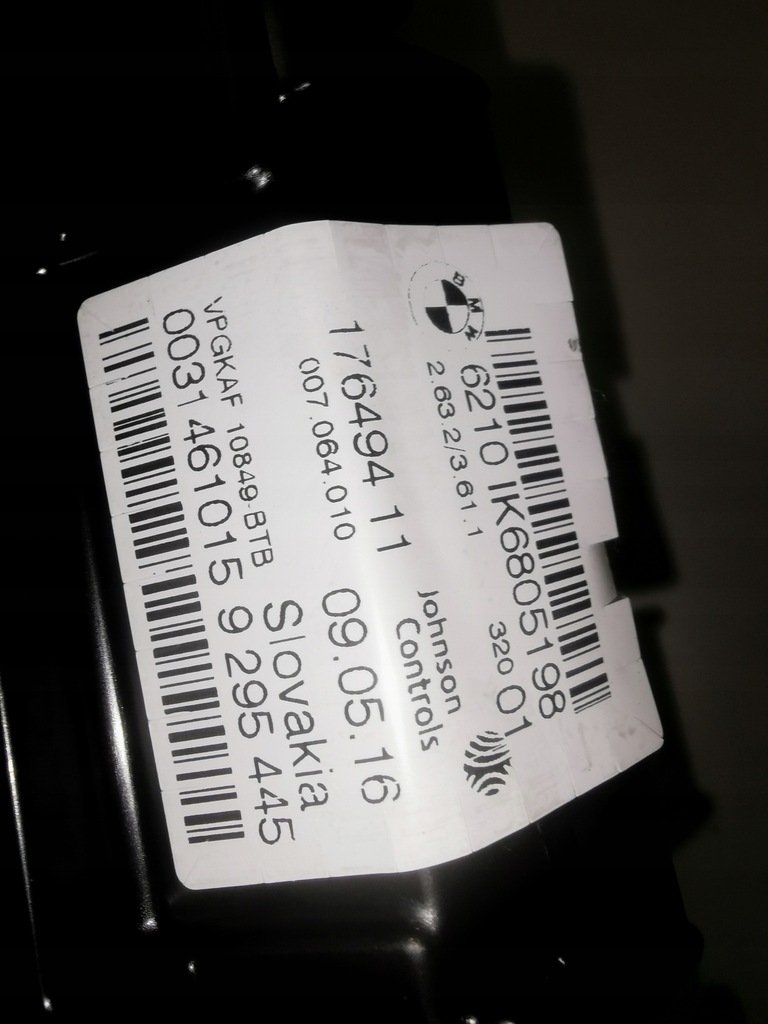 BMW
6210 IK6805198
2.63.2/3.61.1
320 01
Johnson
Controls
176494 11
09.05.16
007.064.010
Slovakia
VPGKAF 10849-BTB
0031461015 9 295 445